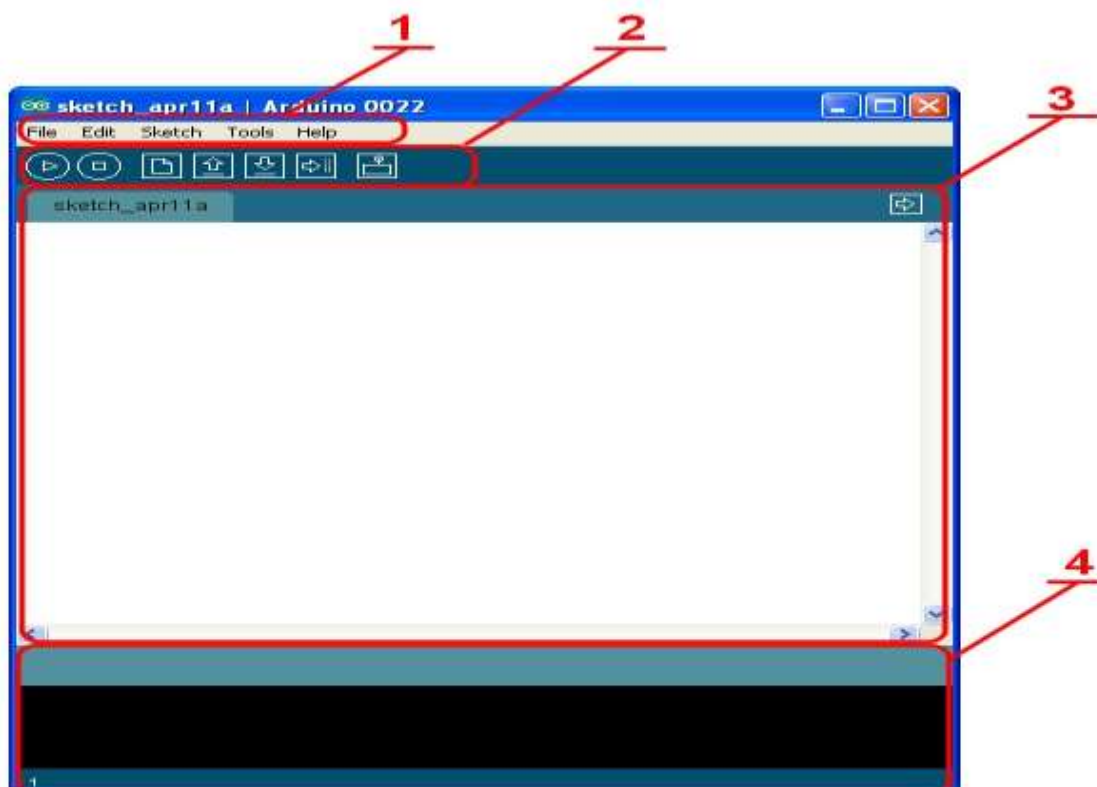 1 2
sketch_apr11a | Arduino 0022
3
File Edit Sketch Tools Help
sketch_apr11a
4
1